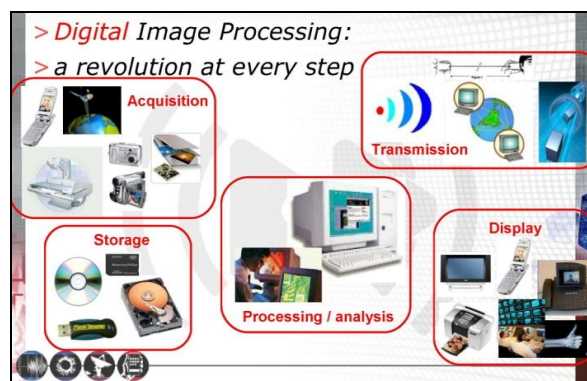 > Digital Image Processing:
> a revolution at every step
Acquisition
Transmission
Storage
Processing / analysis
Display